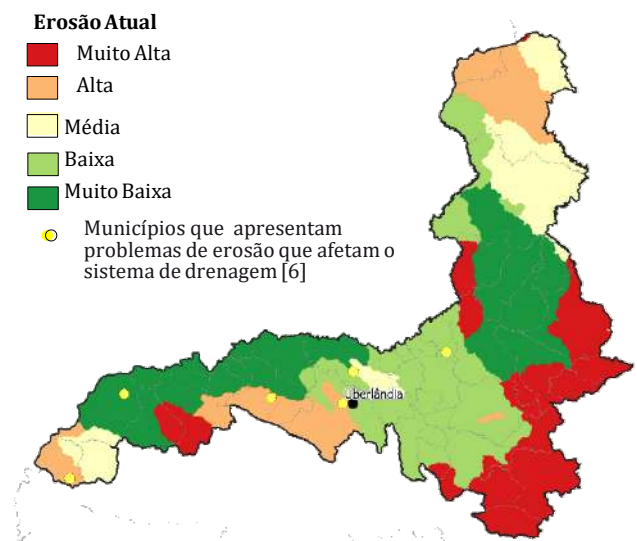 Erosão Atual
Muito Alta
Alta
Média
Baixa
Muito Baixa
Municípios que apresentam
problemas de erosão que afetam o
sistema de drenagem [6]
Uberlândia